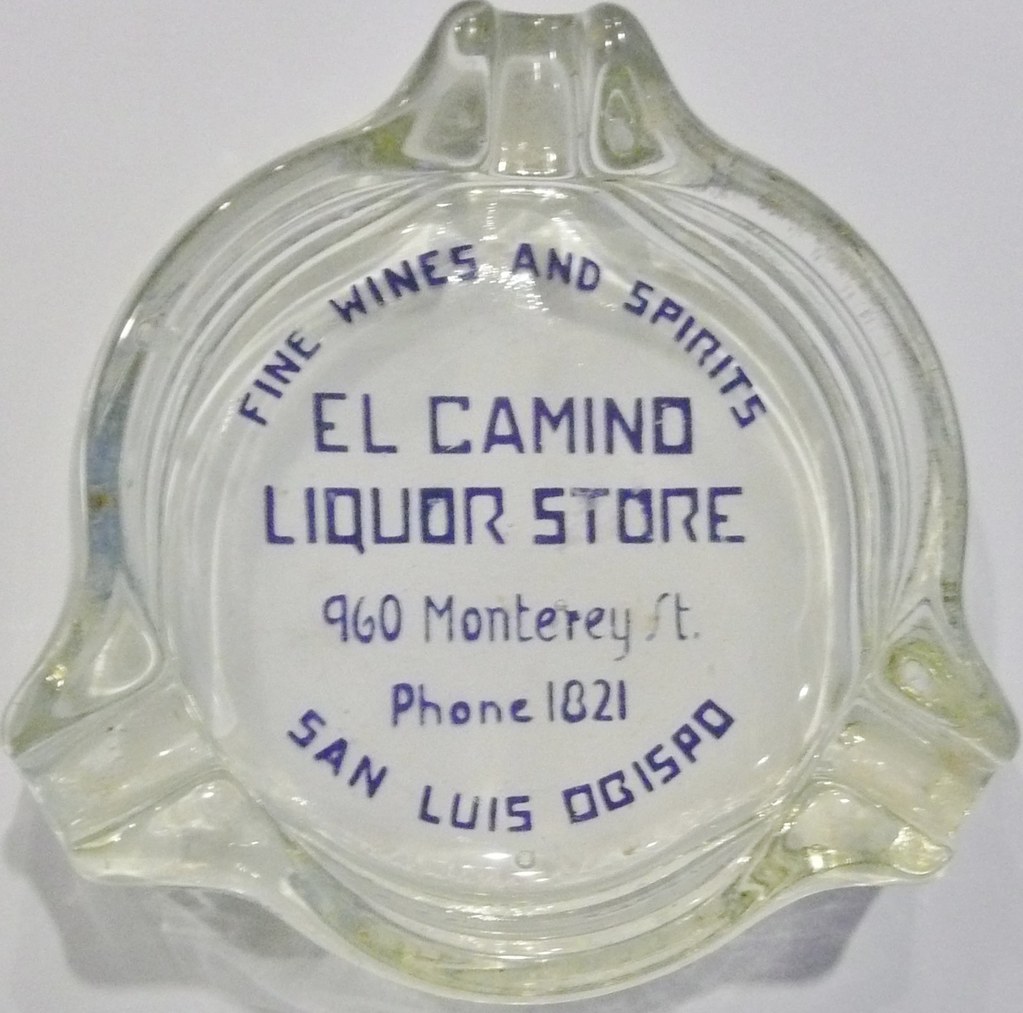 FINE WINES AND SPIRITS
EL CAMINO
LIQUOR STORE
960 Monterey St.
Phone 1821
SAN LUIS OBISPO